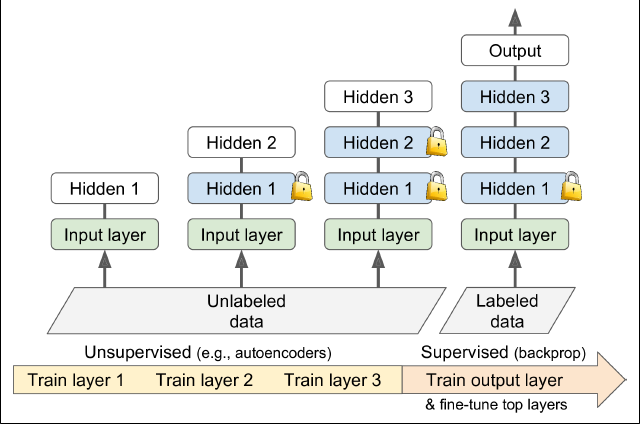 Output
Hidden 3
Hidden 3
Hidden 2
Hidden 2
Hidden 2
Hidden 1
Hidden 1
Hidden 1
Hidden 1
Input layer
Input layer
Input layer
Input layer
Unlabeled
data
Labeled
data
Unsupervised (e.g., autoencoders)
Supervised (backprop)
Train layer 1
Train layer 2
Train layer 3
Train output layer
& fine-tune top layers